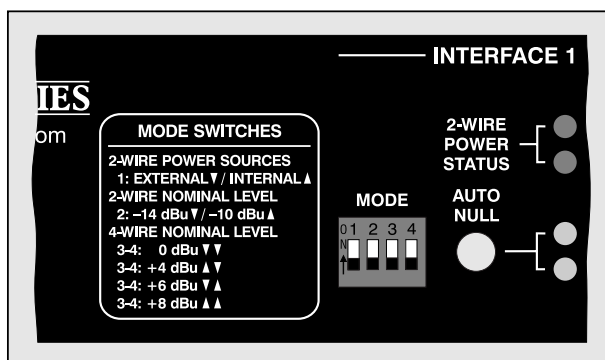 INTERFACE 1
IES
om
MODE SWITCHES
2-WIRE POWER SOURCES
1: EXTERNAL▼/ INTERNAL▲
2-WIRE NOMINAL LEVEL
2: –14 dBu▼/ –10 dBu▲
4-WIRE NOMINAL LEVEL
3-4: 0 dBu ▼▼
3-4: +4 dBu ▲▼
3-4: +6 dBu ▼▲
3-4: +8 dBu ▲▲
MODE
ON↑
1 2 3 4
2-WIRE
POWER
STATUS
AUTO
NULL